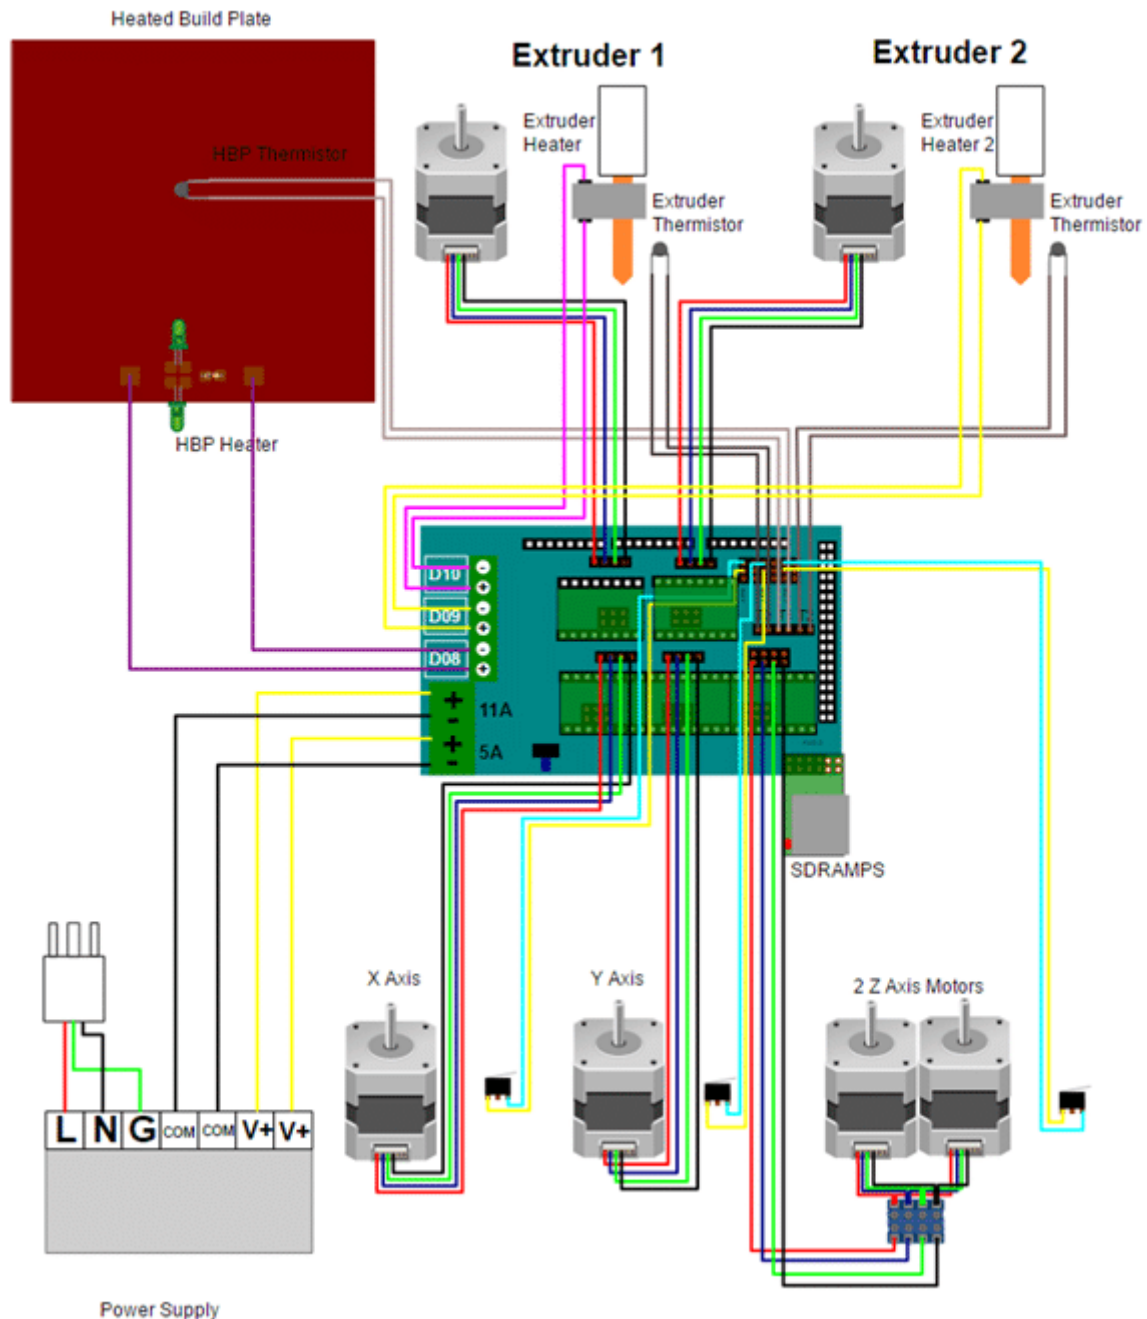 Heated Build Plate
Extruder 1
Extruder 2
Extruder
Heater
Extruder
Heater 2
HBP Thermistor
Extruder
Thermistor
Extruder
Thermistor
HBP Heater
D10
-
+
D09
-
+
D08
-
+
+
-
11A
+
-
5A
SDRAMPS
X Axis
Y Axis
2 Z Axis Motors
L N G COM COM V+ V+
Power Supply